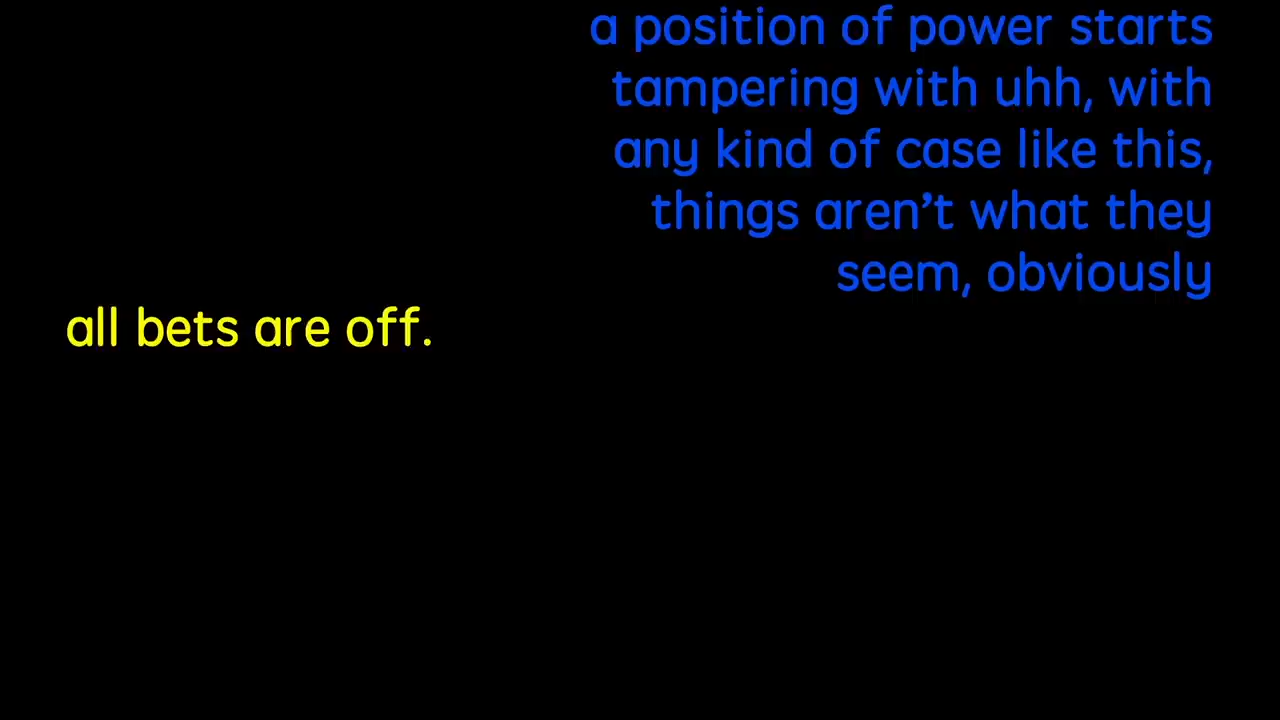 a position of power starts
tampering with uhh, with
any kind of case like this,
things aren’t what they
seem, obviously
all bets are off.